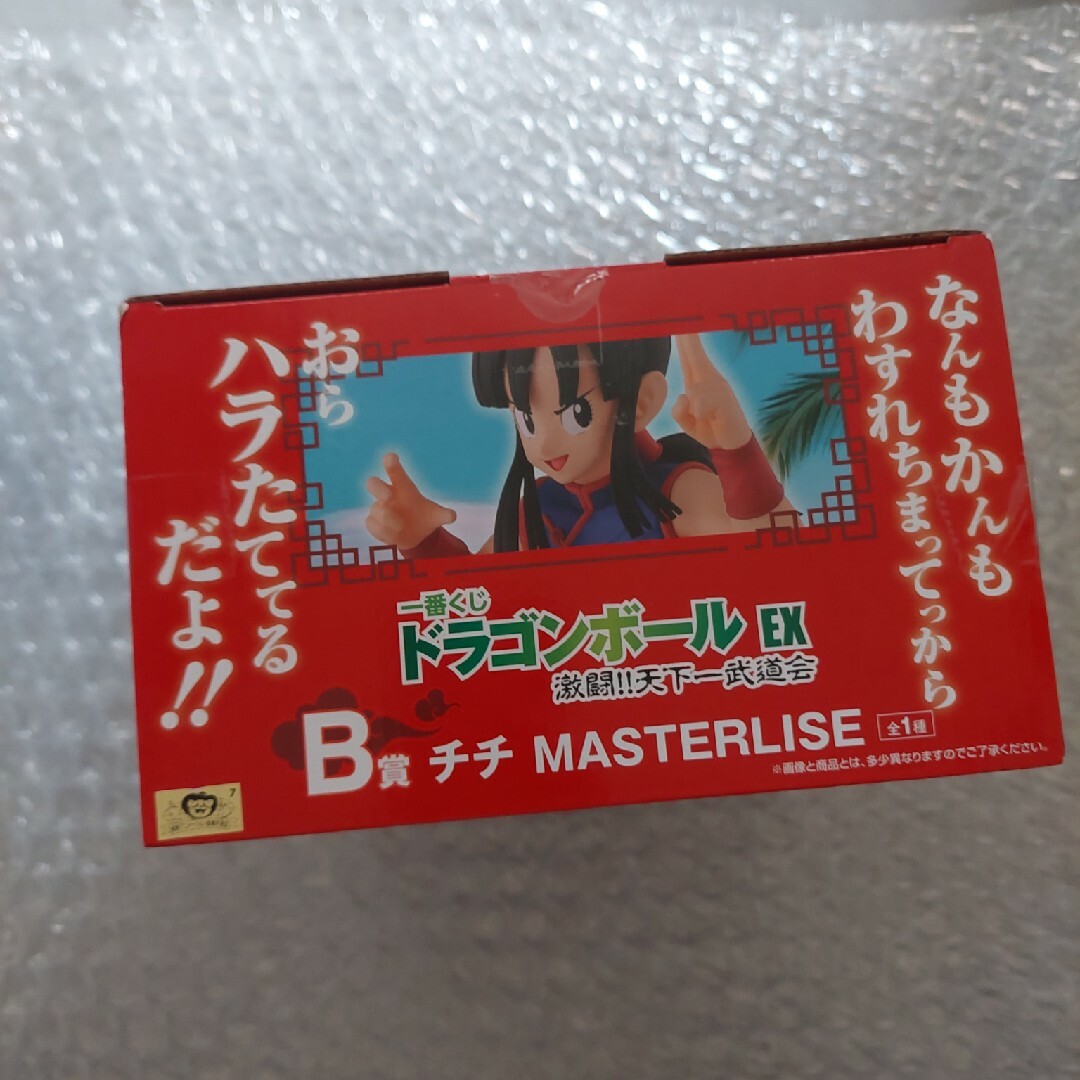 なんもかんも
わすれちまってっから
おら
ハラたててる
だよ!!
一番くじ
ドラゴンボール EX
激闘!!天下一武道会
B賞 チチ MASTERLISE 全1種
※画像と商品とは、多少異なりますのでご了承ください。
7